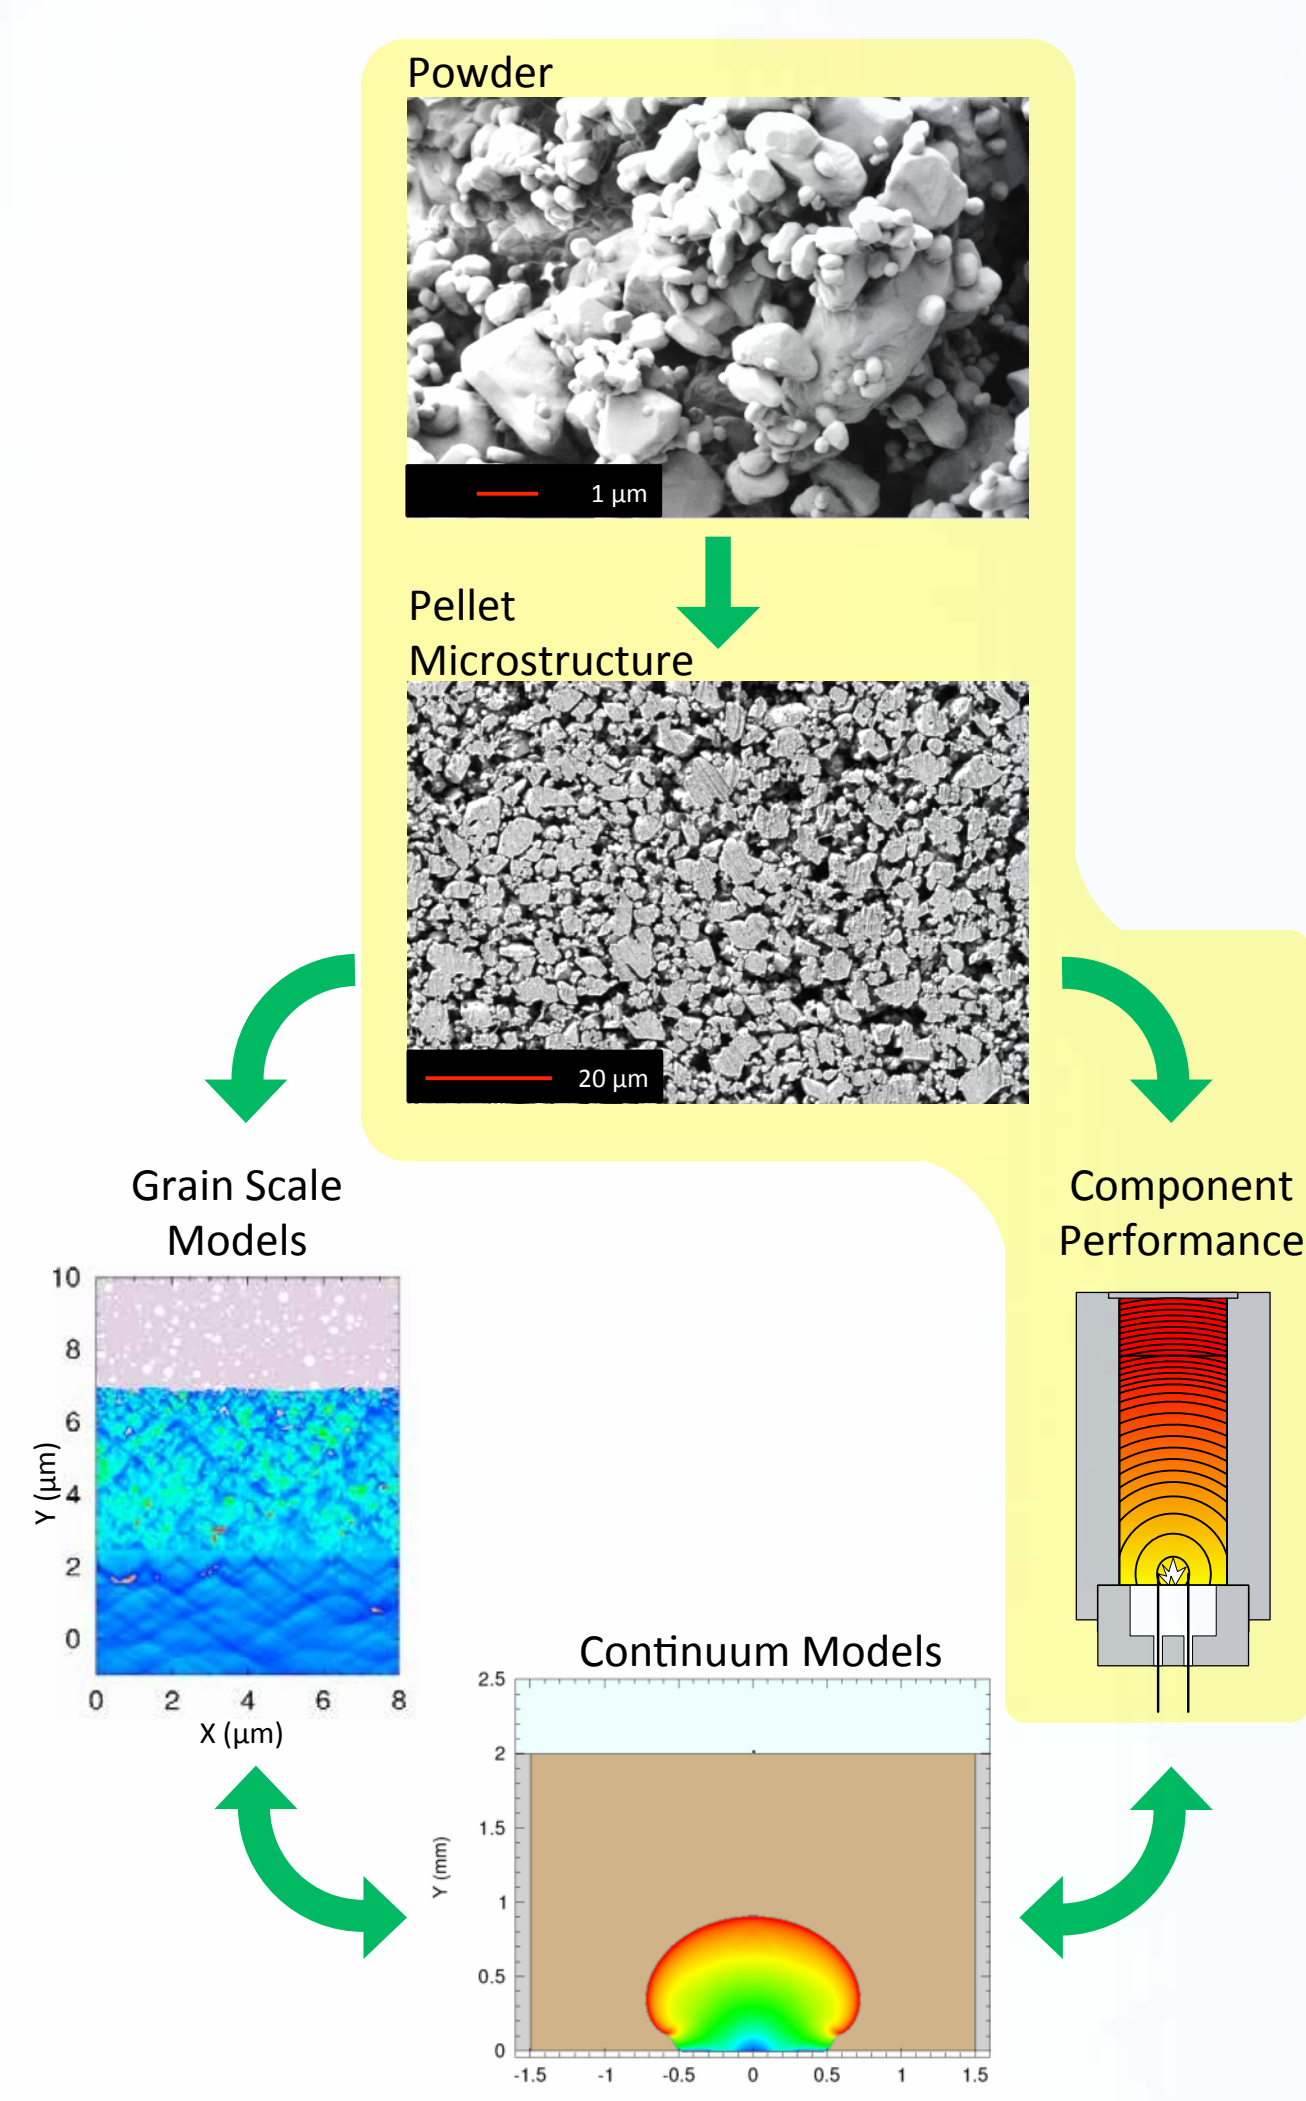 Powder
1 µm
Pellet
Microstructure
20 µm
Grain Scale
Models
10
8
6
4
2
0
Y (µm)
0 2 4 6 8
X (µm)
Component
Performance
Continuum Models
2.5
2
1.5
1
0.5
0
Y (mm)
-1.5 -1 -0.5 0 0.5 1 1.5